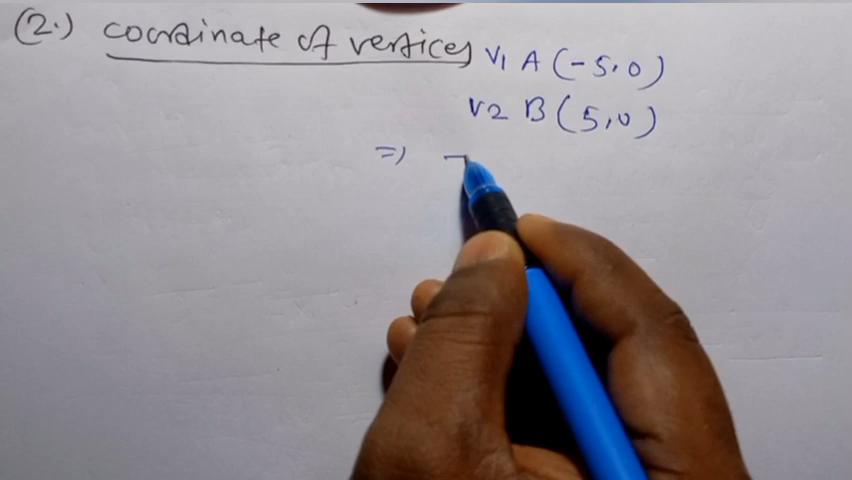 (2.) coordinate of vertices V1 A (-5,0)
V2 B (5,0)
=>